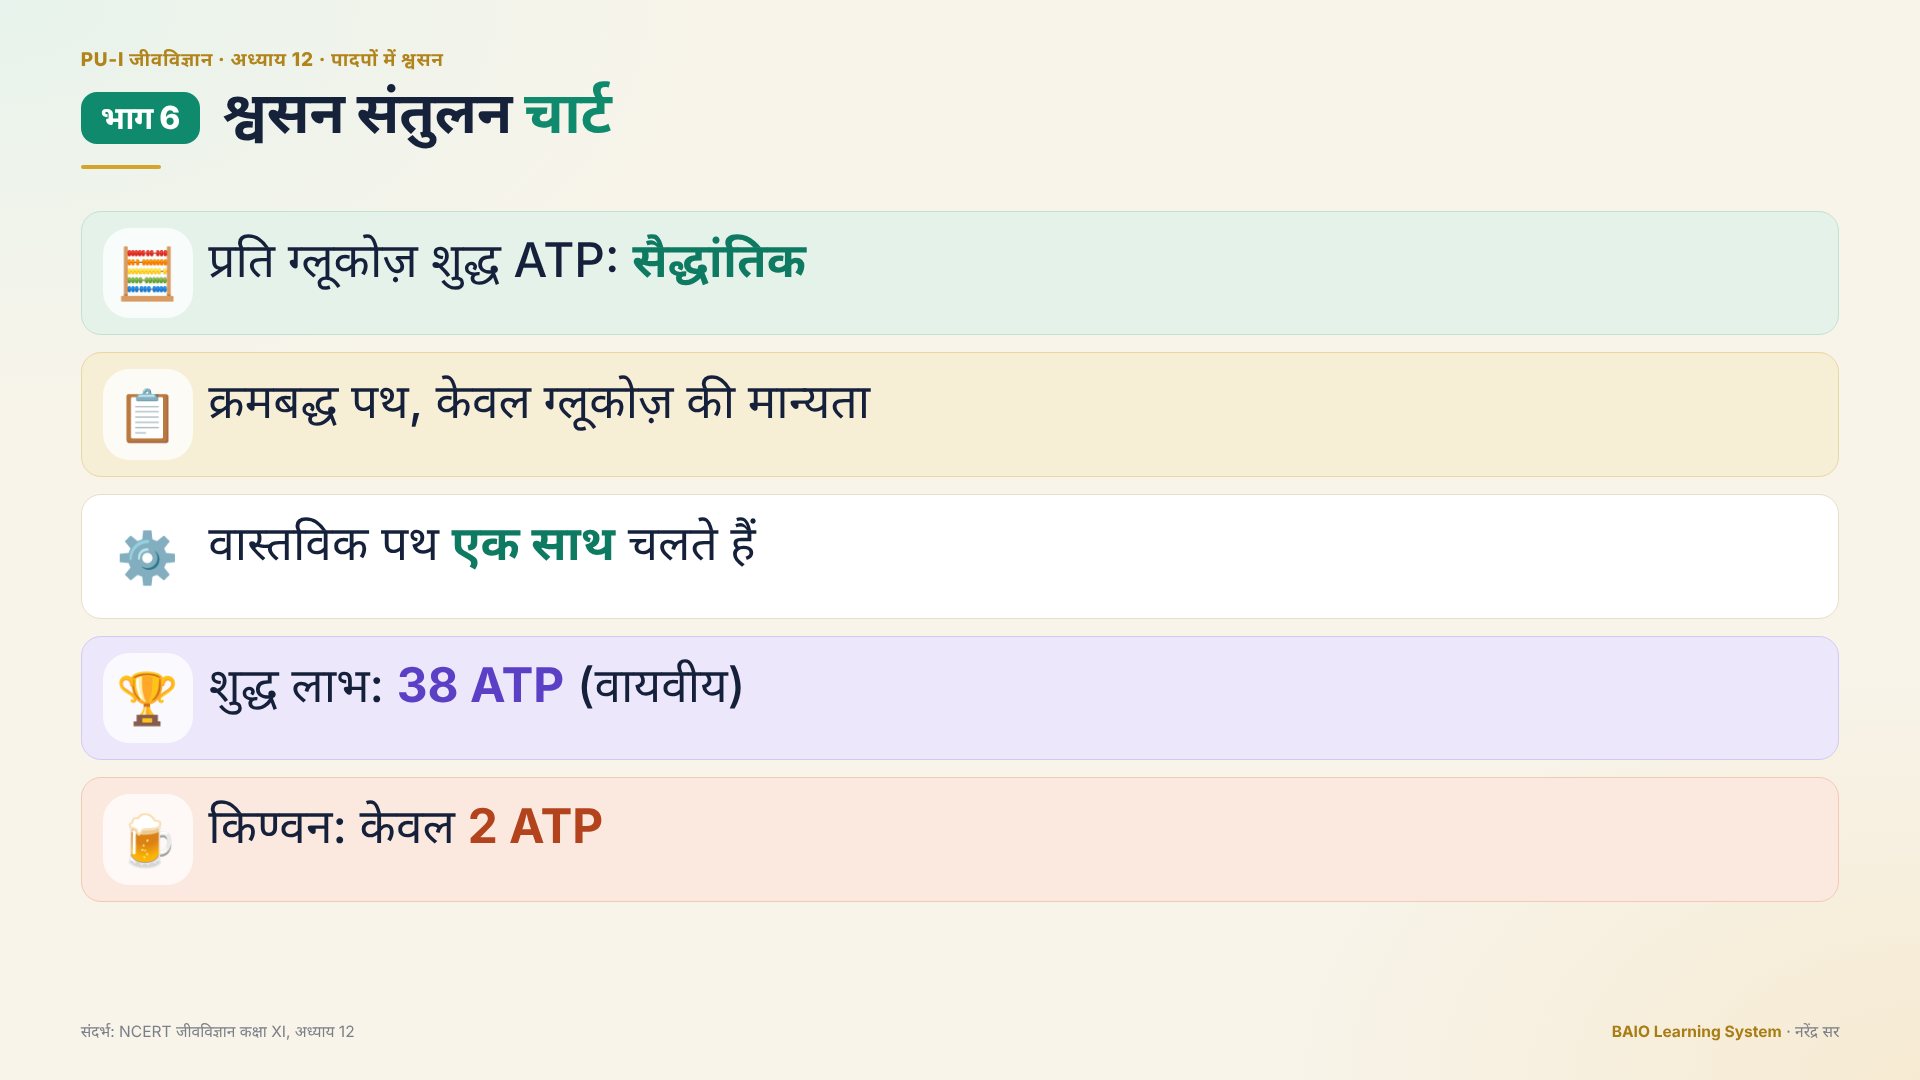 PU-I जीवविज्ञान · अध्याय 12 · पादपों में श्वसन
भाग 6 श्वसन संतुलन चार्ट
प्रति ग्लूकोज़ शुद्ध ATP: सैद्धांतिक
क्रमबद्ध पथ, केवल ग्लूकोज़ की मान्यता
वास्तविक पथ एक साथ चलते हैं
शुद्ध लाभ: 38 ATP (वायवीय)
किण्वन: केवल 2 ATP
संदर्भ: NCERT जीवविज्ञान कक्षा XI, अध्याय 12
BAIO Learning System · नरेंद्र सर